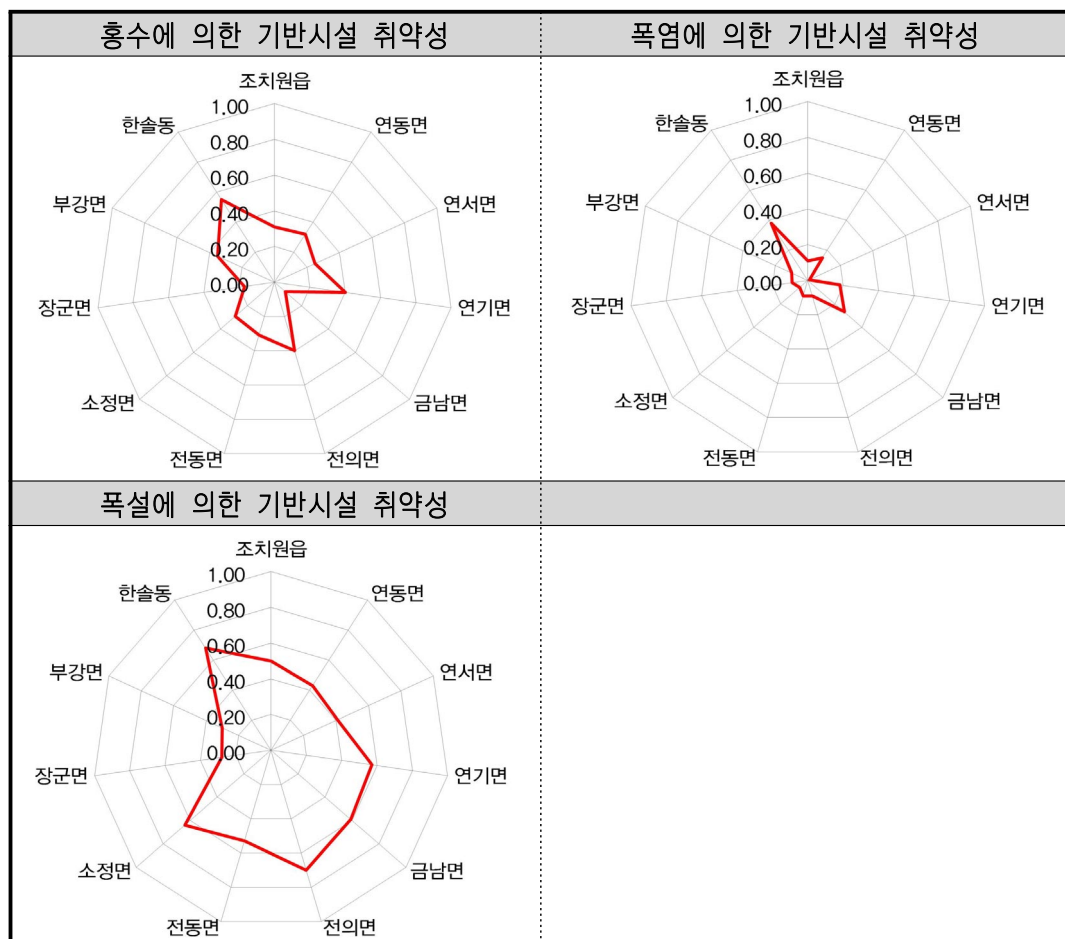 홍수에 의한 기반시설 취약성
조치원읍
1.00
0.80
0.60
0.40
0.20
0.00
연동면
연서면
연기면
금남면
전의면
전동면
소정면
장군면
부강면
한솔동
폭염에 의한 기반시설 취약성
조치원읍
1.00
0.80
0.60
0.40
0.20
0.00
연동면
연서면
연기면
금남면
전의면
전동면
소정면
장군면
부강면
한솔동
폭설에 의한 기반시설 취약성
조치원읍
1.00
0.80
0.60
0.40
0.20
0.00
연동면
연서면
연기면
금남면
전의면
전동면
소정면
장군면
부강면
한솔동